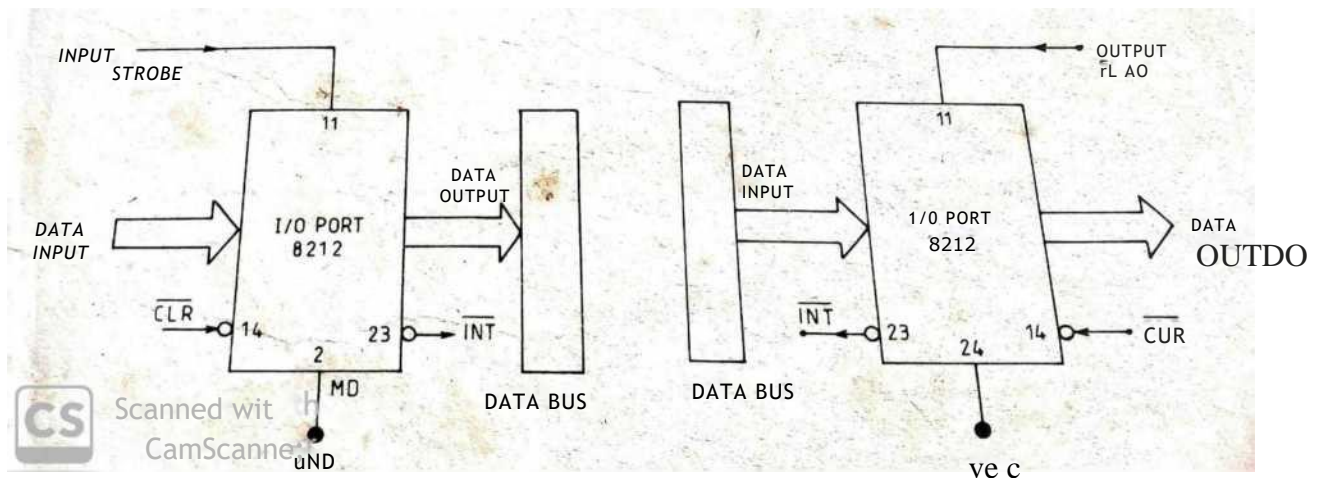 INPUT
STROBE
11
DATA
INPUT
I/O PORT
8212
DATA
OUTPUT
CLR
14
23
INT
2
MD
DATA BUS
uND
Scanned wit h
CamScanne
OUTPUT
rL AO
11
DATA
INPUT
1/0 PORT
8212
DATA
OUTDO
INT
23
14
CUR
24
DATA BUS
ve c
CS